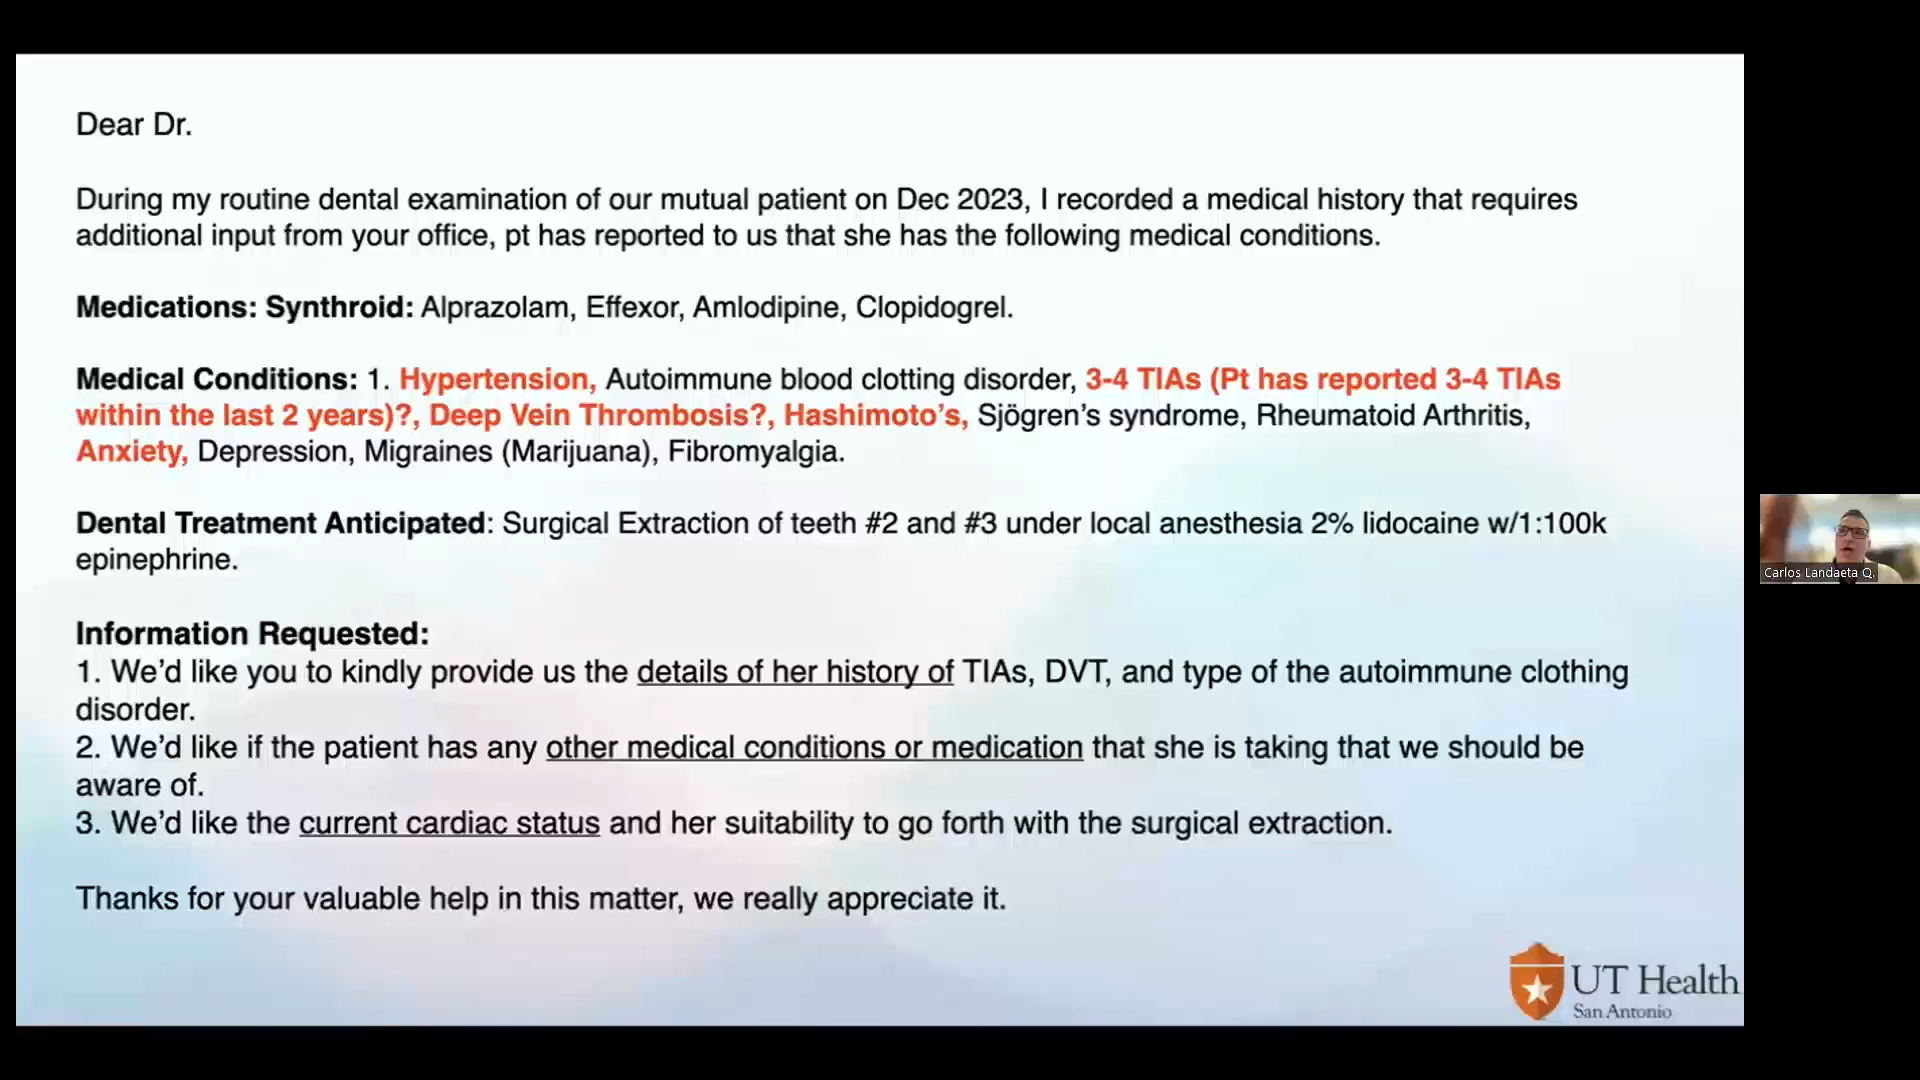 Dear Dr.
During my routine dental examination of our mutual patient on Dec 2023, I recorded a medical history that requires
additional input from your office, pt has reported to us that she has the following medical conditions.
Medications: Synthroid: Alprazolam, Effexor, Amlodipine, Clopidogrel.
Medical Conditions: 1. Hypertension, Autoimmune blood clotting disorder, 3-4 TIAs (Pt has reported 3-4 TIAs
within the last 2 years)?, Deep Vein Thrombosis?, Hashimoto’s, Sjögren’s syndrome, Rheumatoid Arthritis,
Anxiety, Depression, Migraines (Marijuana), Fibromyalgia.
Dental Treatment Anticipated: Surgical Extraction of teeth #2 and #3 under local anesthesia 2% lidocaine w/1:100k
epinephrine.
Information Requested:
1. We’d like you to kindly provide us the details of her history of TIAs, DVT, and type of the autoimmune clothing
disorder.
2. We’d like if the patient has any other medical conditions or medication that she is taking that we should be
aware of.
3. We’d like the current cardiac status and her suitability to go forth with the surgical extraction.
Thanks for your valuable help in this matter, we really appreciate it.
UT Health
San Antonio
Carlos Landaeta Q.